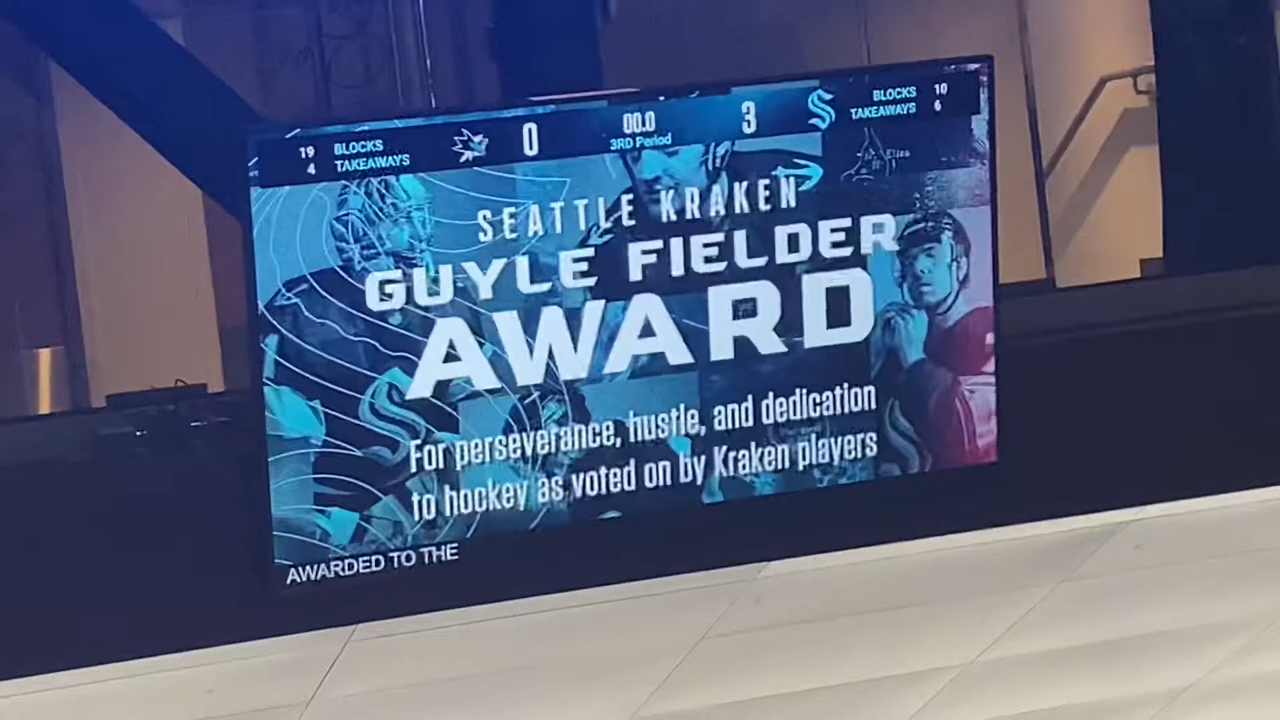 19 BLOCKS
4 TAKEAWAYS
0
00.0
3RD Period
3
BLOCKS 10
TAKEAWAYS 6
SEATTLE KRAKEN
GUYLE FIELDER
AWARD
For perseverance, hustle, and dedication
to hockey as voted on by Kraken players
AWARDED TO THE